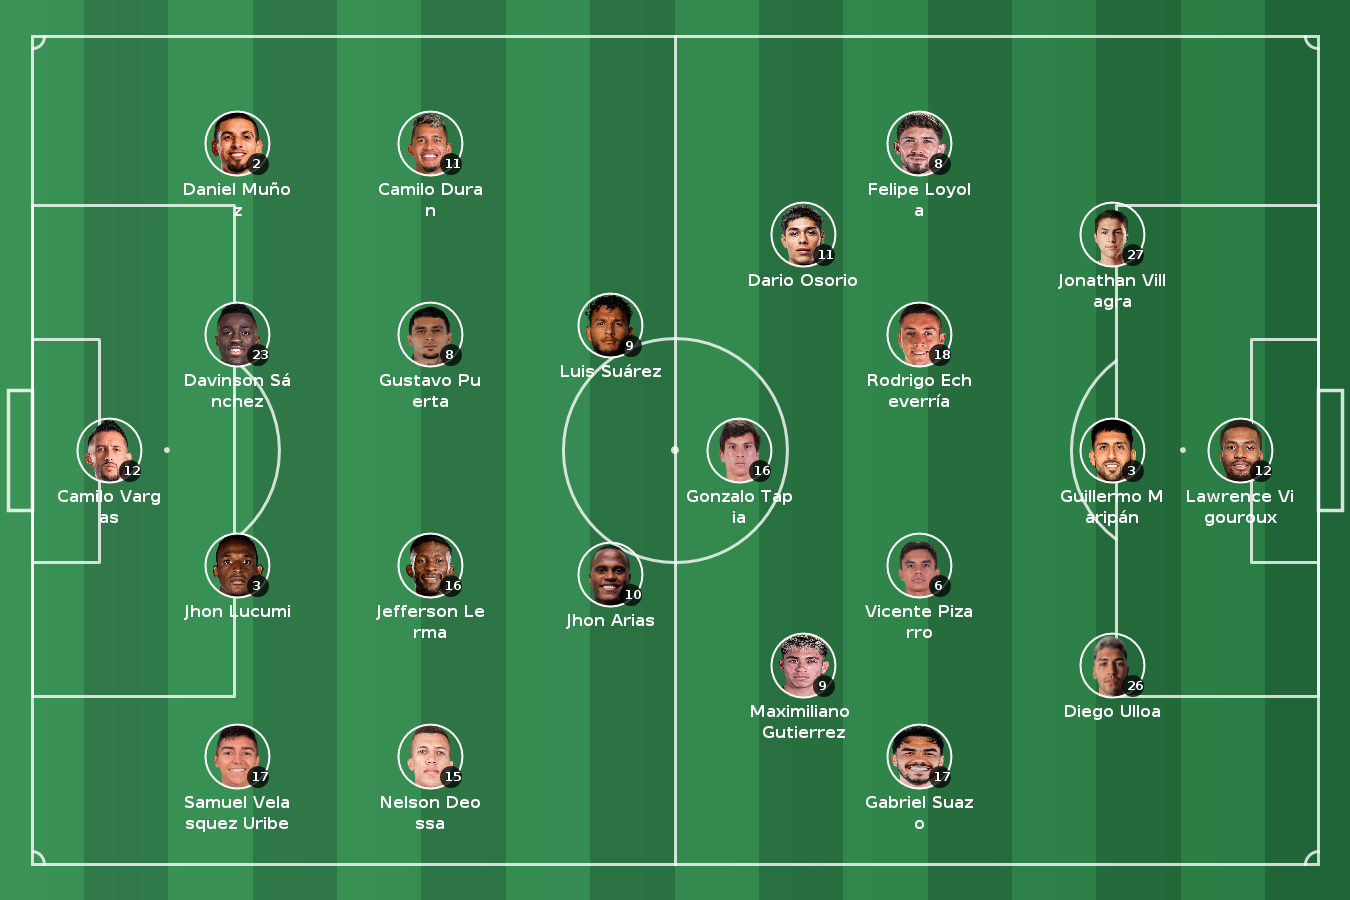 2
Daniel Muño
z
11
Camilo Dura
n
8
Felipe Loyol
a
11
Dario Osorio
27
Jonathan Vill
agra
23
Davinson Sá
nchez
8
Gustavo Pu
erta
9
Luis Suárez
18
Rodrigo Ech
everría
12
Camilo Varg
as
16
Gonzalo Tap
ia
3
Guillermo M
aripán
12
Lawrence Vi
gouroux
3
Jhon Lucumi
16
Jefferson Le
rma
10
Jhon Arias
6
Vicente Piza
rro
9
Maximiliano
Gutierrez
26
Diego Ulloa
17
Samuel Vela
squez Uribe
15
Nelson Deo
ssa
17
Gabriel Suaz
o